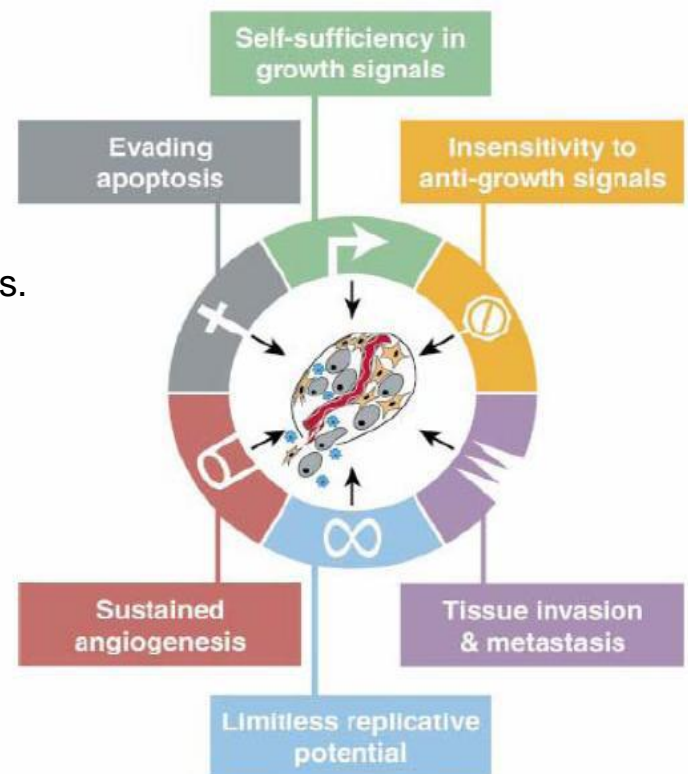 Self-sufficiency in
growth signals
Evading
apoptosis
Insensitivity to
anti-growth signals
s.
Sustained
angiogenesis
Tissue invasion
& metastasis
Limitless replicative
potential